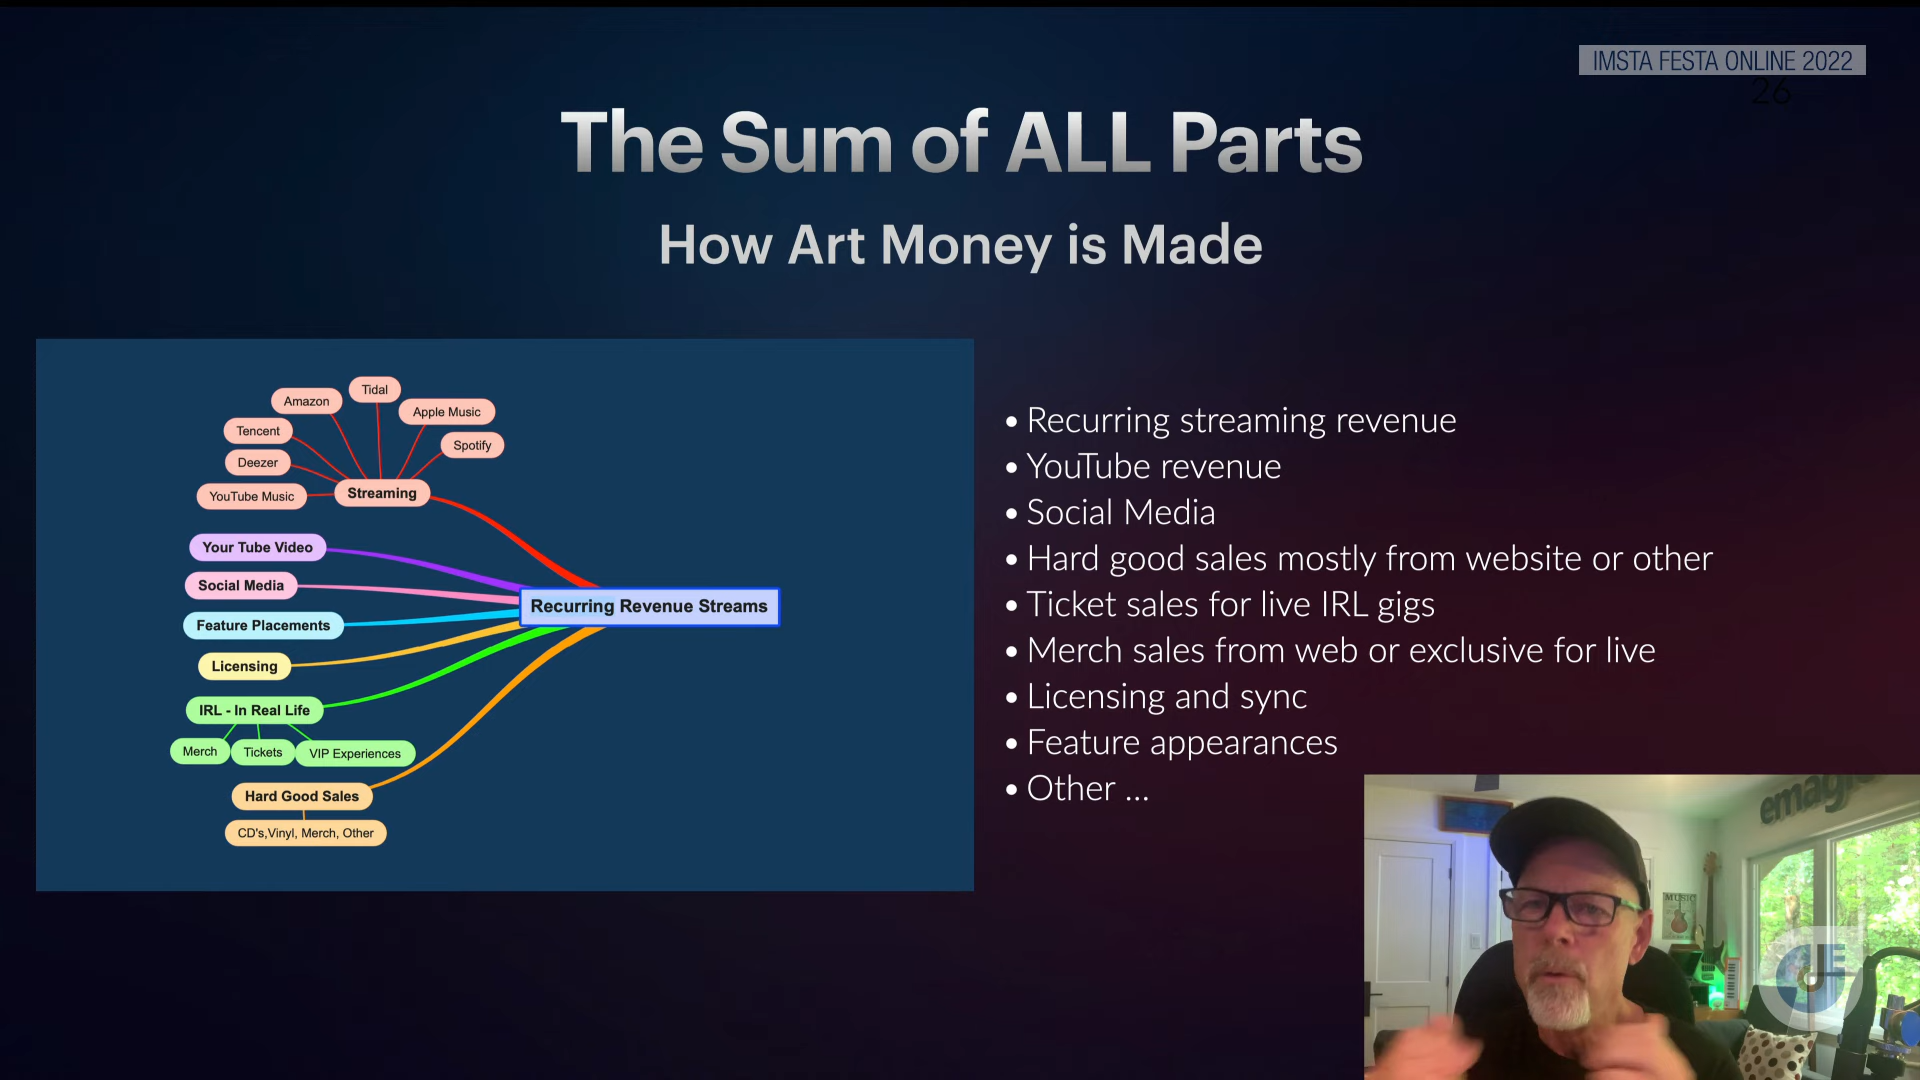 IMSTA FESTA ONLINE 2022
26
The Sum of ALL Parts
How Art Money is Made
Tidal
Amazon
Apple Music
Tencent
Spotify
Deezer
YouTube Music
Streaming
Your Tube Video
Social Media
Feature Placements
Licensing
IRL - In Real Life
Merch
Tickets
VIP Experiences
Hard Good Sales
CD's,Vinyl, Merch, Other
Recurring Revenue Streams
• Recurring streaming revenue
• YouTube revenue
• Social Media
• Hard good sales mostly from website or other
• Ticket sales for live IRL gigs
• Merch sales from web or exclusive for live
• Licensing and sync
• Feature appearances
• Other ...
emagic
MUSIC